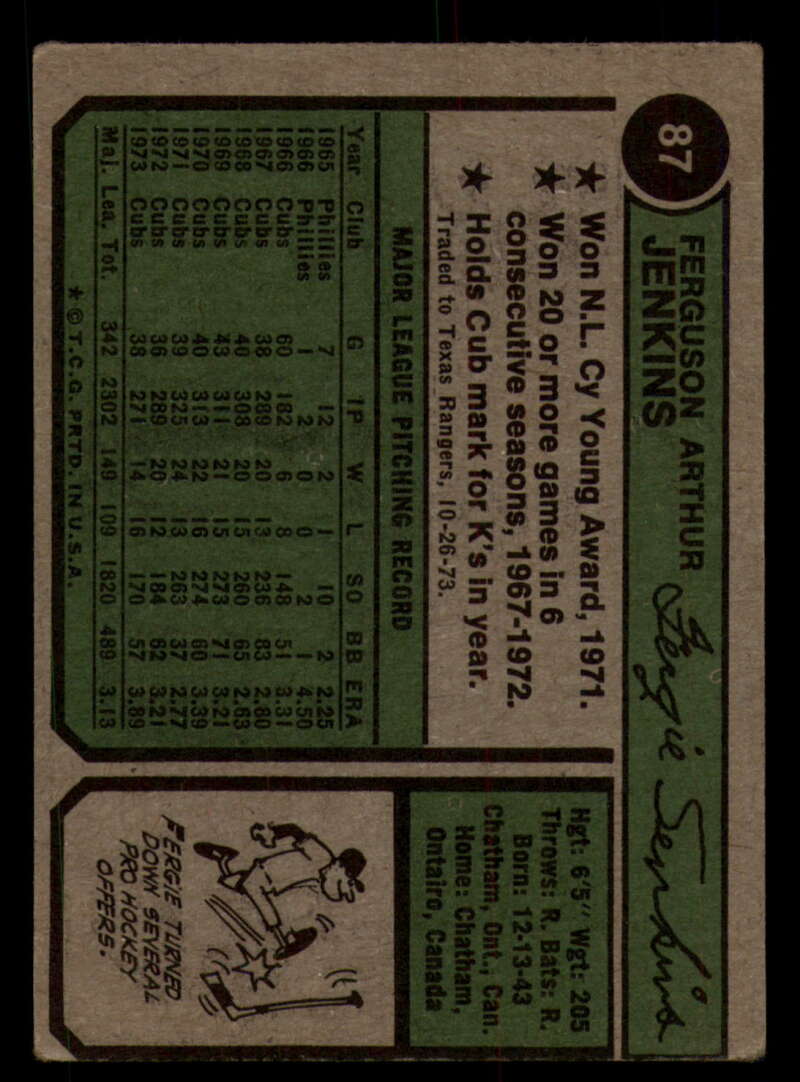 87
FERGUSON ARTHUR
JENKINS
Fergie Jenkins
★ Won N.L. Cy Young Award, 1971.
★ Won 20 or more games in 6
consecutive seasons, 1967-1972.
★ Holds Cub mark for K's in year.
Traded to Texas Rangers, 10-26-73.
MAJOR LEAGUE PITCHING RECORD
Year Club G IP W L SO BB ERA
1965 Phillies 7 12 2 1 10 2 2.25
1966 Phillies 1 2 0 0 2 1 4.50
1966 Cubs 60 182 6 8 148 51 3.31
1967 Cubs 38 289 20 13 236 83 2.80
1968 Cubs 40 308 20 15 260 65 2.63
1969 Cubs 43 311 21 15 273 71 3.21
1970 Cubs 40 313 22 16 274 60 3.39
1971 Cubs 39 325 24 13 263 37 2.77
1972 Cubs 36 289 20 12 184 62 3.21
1973 Cubs 38 271 14 16 170 57 3.89
Maj. Lea. Tot. 342 2302 149 109 1820 489 3.13
★ © T.C.G. PRTD. IN U.S.A.
Hgt: 6'5" Wgt: 205
Throws: R. Bats: R.
Born: 12-13-43
Chatham, Ont., Can.
Home: Chatham,
Ontairo, Canada
FERGIE TURNED
DOWN SEVERAL
PRO HOCKEY
OFFERS.